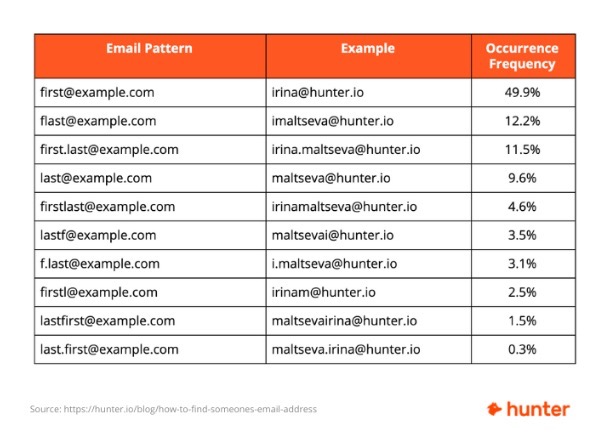 Email Pattern Example Occurrence Frequency
first@example.com irina@hunter.io 49.9%
flast@example.com imaltseva@hunter.io 12.2%
first.last@example.com irina.maltseva@hunter.io 11.5%
last@example.com maltseva@hunter.io 9.6%
firstlast@example.com irinamaltseva@hunter.io 4.6%
lastf@example.com maltsevai@hunter.io 3.5%
f.last@example.com i.maltseva@hunter.io 3.1%
firstl@example.com irinam@hunter.io 2.5%
lastfirst@example.com maltsevairina@hunter.io 1.5%
last.first@example.com maltseva.irina@hunter.io 0.3%
Source: https://hunter.io/blog/how-to-find-someones-email-address
hunter